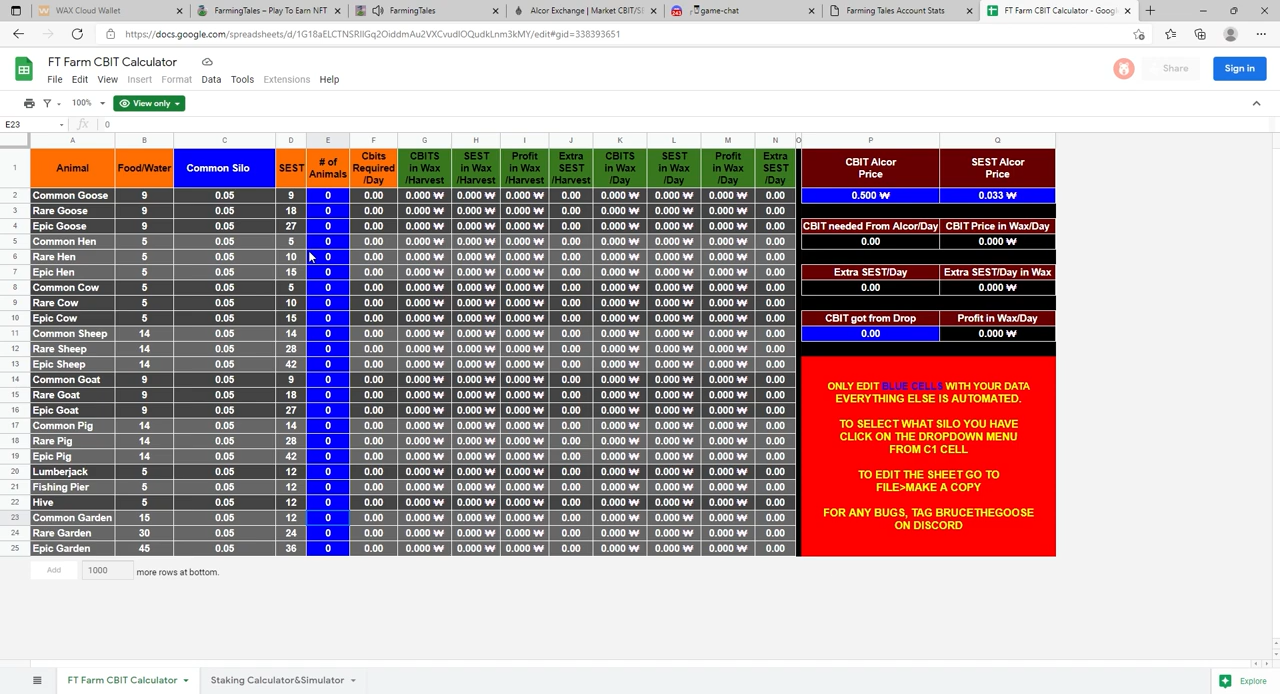 WAX Cloud Wallet
FarmingTales – Play To Earn NFT
FarmingTales
Alcor Exchange | Market CBIT/S
game-chat
Farming Tales Account Stats
FT Farm CBIT Calculator - Goog
https://docs.google.com/spreadsheets/d/1G18aELCTNSRIIGq2OiddmAu2VXCvudIOQudkLnm3kMY/edit#gid=338393651
FT Farm CBIT Calculator
File Edit View Insert Format Data Tools Extensions Help
Share
Sign in
100% View only
E23 fx 0
A B C D E F G H I J K L M N O P Q
1 Animal Food/Water Common Silo SEST # of Animals Cbits Required /Day CBITS in Wax /Harvest SEST in Wax /Harvest Profit in Wax /Harvest Extra SEST /Harvest CBITS in Wax /Day SEST in Wax /Day Profit in Wax /Day Extra SEST /Day CBIT Alcor Price SEST Alcor Price
2 Common Goose 9 0.05 9 0 0.00 0.000 ₩ 0.000 ₩ 0.000 ₩ 0.00 0.000 ₩ 0.000 ₩ 0.000 ₩ 0.00 0.500 ₩ 0.033 ₩
3 Rare Goose 9 0.05 18 0 0.00 0.000 ₩ 0.000 ₩ 0.000 ₩ 0.00 0.000 ₩ 0.000 ₩ 0.000 ₩ 0.00
4 Epic Goose 9 0.05 27 0 0.00 0.000 ₩ 0.000 ₩ 0.000 ₩ 0.00 0.000 ₩ 0.000 ₩ 0.000 ₩ 0.00 CBIT needed From Alcor/Day CBIT Price in Wax/Day
5 Common Hen 5 0.05 5 0 0.00 0.000 ₩ 0.000 ₩ 0.000 ₩ 0.00 0.000 ₩ 0.000 ₩ 0.000 ₩ 0.00 0.00 0.000 ₩
6 Rare Hen 5 0.05 10 0 0.00 0.000 ₩ 0.000 ₩ 0.000 ₩ 0.00 0.000 ₩ 0.000 ₩ 0.000 ₩ 0.00
7 Epic Hen 5 0.05 15 0 0.00 0.000 ₩ 0.000 ₩ 0.000 ₩ 0.00 0.000 ₩ 0.000 ₩ 0.000 ₩ 0.00 Extra SEST/Day Extra SEST/Day in Wax
8 Common Cow 5 0.05 5 0 0.00 0.000 ₩ 0.000 ₩ 0.000 ₩ 0.00 0.000 ₩ 0.000 ₩ 0.000 ₩ 0.00 0.00 0.000 ₩
9 Rare Cow 5 0.05 10 0 0.00 0.000 ₩ 0.000 ₩ 0.000 ₩ 0.00 0.000 ₩ 0.000 ₩ 0.000 ₩ 0.00
10 Epic Cow 5 0.05 15 0 0.00 0.000 ₩ 0.000 ₩ 0.000 ₩ 0.00 0.000 ₩ 0.000 ₩ 0.000 ₩ 0.00 CBIT got from Drop Profit in Wax/Day
11 Common Sheep 14 0.05 14 0 0.00 0.000 ₩ 0.000 ₩ 0.000 ₩ 0.00 0.000 ₩ 0.000 ₩ 0.000 ₩ 0.00 0.00 0.000 ₩
12 Rare Sheep 14 0.05 28 0 0.00 0.000 ₩ 0.000 ₩ 0.000 ₩ 0.00 0.000 ₩ 0.000 ₩ 0.000 ₩ 0.00
13 Epic Sheep 14 0.05 42 0 0.00 0.000 ₩ 0.000 ₩ 0.000 ₩ 0.00 0.000 ₩ 0.000 ₩ 0.000 ₩ 0.00
14 Common Goat 9 0.05 9 0 0.00 0.000 ₩ 0.000 ₩ 0.000 ₩ 0.00 0.000 ₩ 0.000 ₩ 0.000 ₩ 0.00
15 Rare Goat 9 0.05 18 0 0.00 0.000 ₩ 0.000 ₩ 0.000 ₩ 0.00 0.000 ₩ 0.000 ₩ 0.000 ₩ 0.00
16 Epic Goat 9 0.05 27 0 0.00 0.000 ₩ 0.000 ₩ 0.000 ₩ 0.00 0.000 ₩ 0.000 ₩ 0.000 ₩ 0.00
17 Common Pig 14 0.05 14 0 0.00 0.000 ₩ 0.000 ₩ 0.000 ₩ 0.00 0.000 ₩ 0.000 ₩ 0.000 ₩ 0.00
18 Rare Pig 14 0.05 28 0 0.00 0.000 ₩ 0.000 ₩ 0.000 ₩ 0.00 0.000 ₩ 0.000 ₩ 0.000 ₩ 0.00
19 Epic Pig 14 0.05 42 0 0.00 0.000 ₩ 0.000 ₩ 0.000 ₩ 0.00 0.000 ₩ 0.000 ₩ 0.000 ₩ 0.00
20 Lumberjack 5 0.05 12 0 0.00 0.000 ₩ 0.000 ₩ 0.000 ₩ 0.00 0.000 ₩ 0.000 ₩ 0.000 ₩ 0.00
21 Fishing Pier 5 0.05 12 0 0.00 0.000 ₩ 0.000 ₩ 0.000 ₩ 0.00 0.000 ₩ 0.000 ₩ 0.000 ₩ 0.00
22 Hive 5 0.05 12 0 0.00 0.000 ₩ 0.000 ₩ 0.000 ₩ 0.00 0.000 ₩ 0.000 ₩ 0.000 ₩ 0.00
23 Common Garden 15 0.05 12 0 0.00 0.000 ₩ 0.000 ₩ 0.000 ₩ 0.00 0.000 ₩ 0.000 ₩ 0.000 ₩ 0.00
24 Rare Garden 30 0.05 24 0 0.00 0.000 ₩ 0.000 ₩ 0.000 ₩ 0.00 0.000 ₩ 0.000 ₩ 0.000 ₩ 0.00
25 Epic Garden 45 0.05 36 0 0.00 0.000 ₩ 0.000 ₩ 0.000 ₩ 0.00 0.000 ₩ 0.000 ₩ 0.000 ₩ 0.00
ONLY EDIT BLUE CELLS WITH YOUR DATA
EVERYTHING ELSE IS AUTOMATED.
TO SELECT WHAT SILO YOU HAVE
CLICK ON THE DROPDOWN MENU
FROM C1 CELL
TO EDIT THE SHEET GO TO
FILE>MAKE A COPY
FOR ANY BUGS, TAG BRUCETHEGOOSE
ON DISCORD
Add 1000 more rows at bottom.
FT Farm CBIT Calculator
Staking Calculator&Simulator
Explore